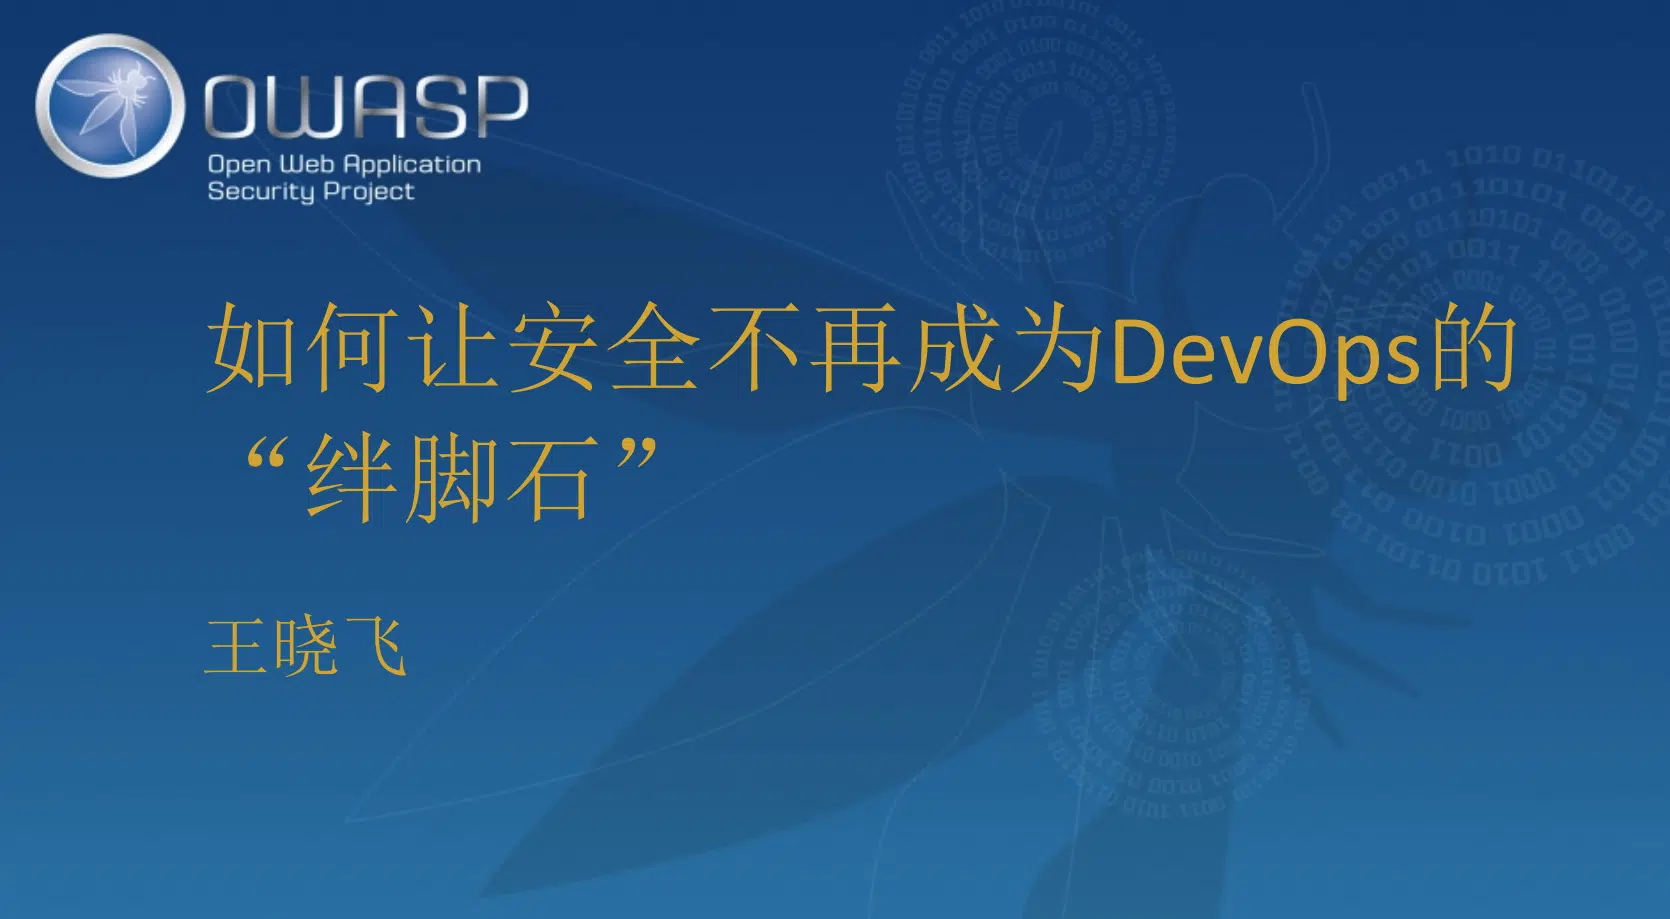 OWASP
Open Web Application
Security Project
如何让安全不再成为DevOps的
“绊脚石”
王晓飞